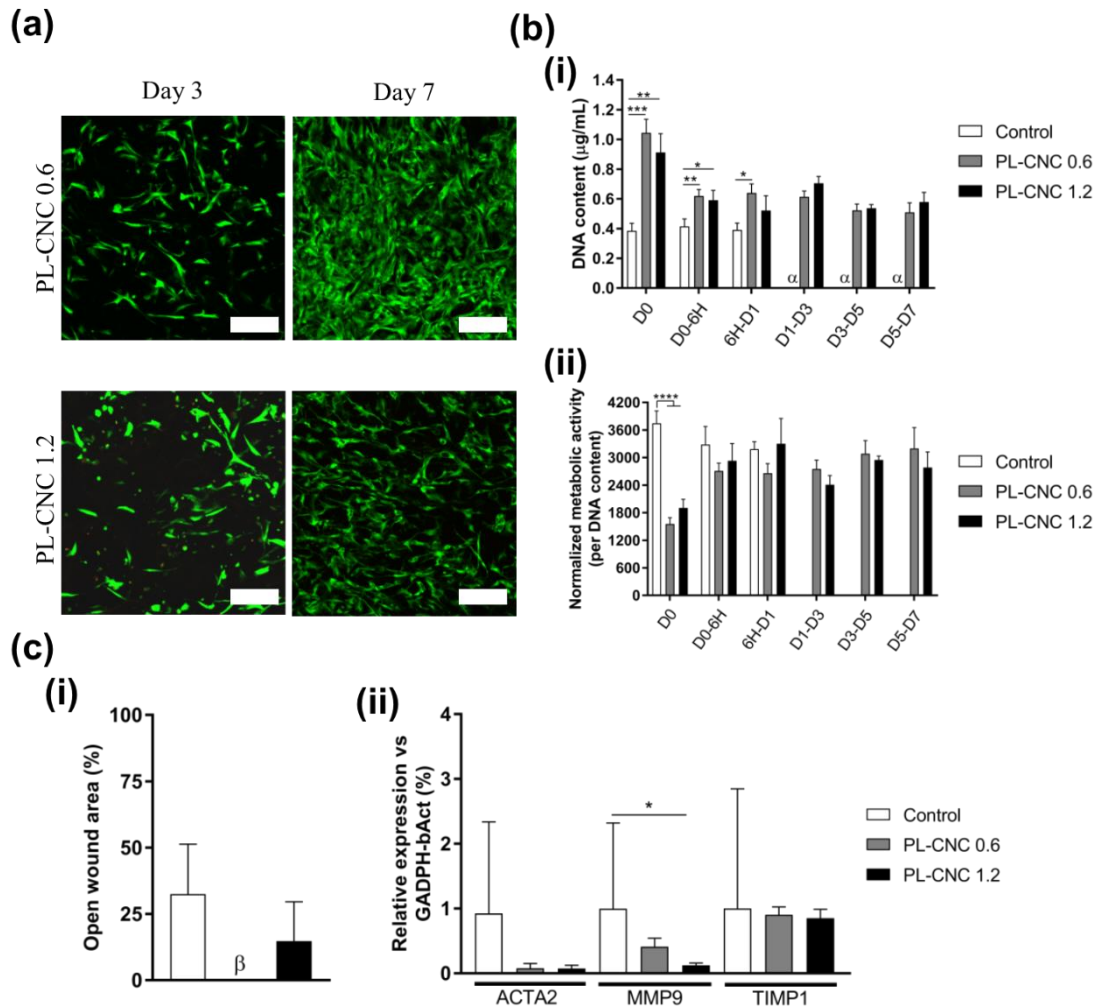 (a)
Day 3
Day 7
PL-CNC 0.6
PL-CNC 1.2
(b)
(i)
DNA content (µg/mL)
1.4
1.2
1.0
0.8
0.6
0.4
0.2
0.0
**
***
*
**
*
α
α
α
D0
D0-6H
6H-D1
D1-D3
D3-D5
D5-D7
Control
PL-CNC 0.6
PL-CNC 1.2
(ii)
Normalized metabolic activity
(per DNA content)
4200
3600
3000
2400
1800
1200
600
0
****
D0
D0-6H
6H-D1
D1-D3
D3-D5
D5-D7
Control
PL-CNC 0.6
PL-CNC 1.2
(c)
(i)
Open wound area (%)
100
75
50
25
0
β
(ii)
Relative expression vs
GADPH-bAct (%)
4
3
2
1
0
*
ACTA2
MMP9
TIMP1
Control
PL-CNC 0.6
PL-CNC 1.2